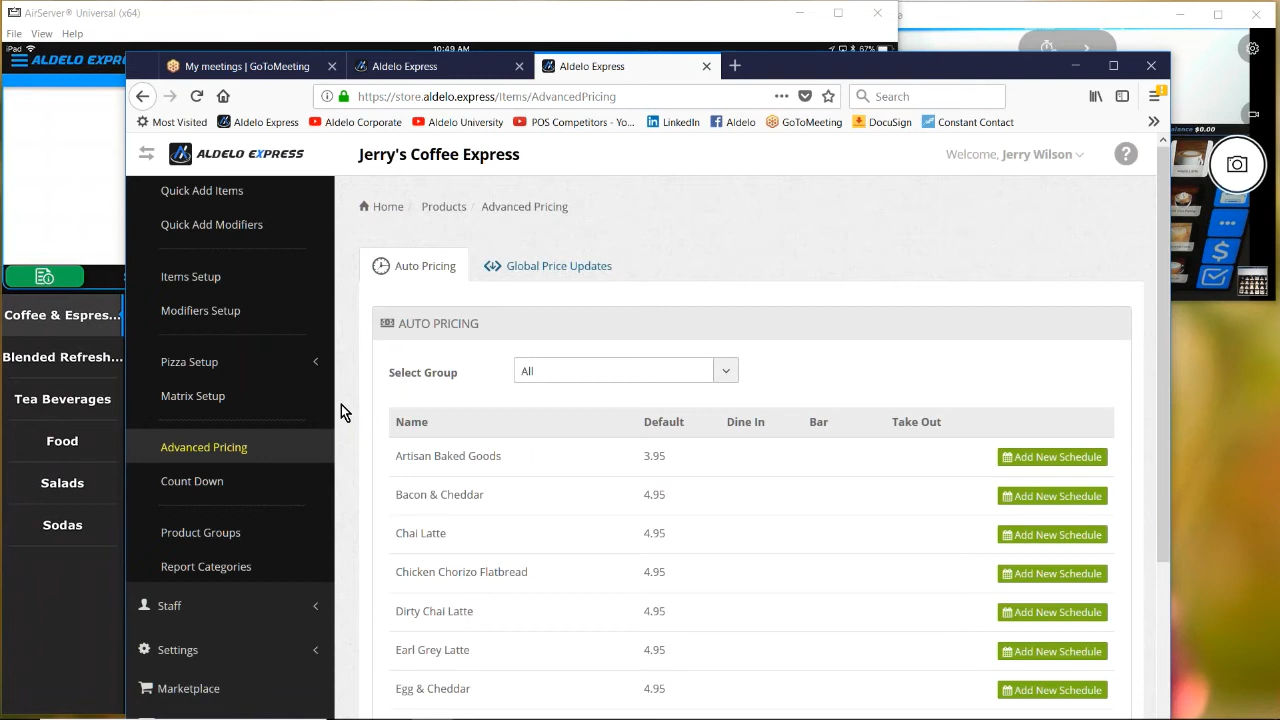 AirServer® Universal (x64)
File View Help
iPad 10:49 AM 67%
ALDELO EXPR
My meetings | GoToMeeting Aldelo Express Aldelo Express
https://store.aldelo.express/Items/AdvancedPricing Search
Most Visited Aldelo Express Aldelo Corporate Aldelo University POSCompetitors - Yo... LinkedIn Aldelo GoToMeeting DocuSign Constant Contact
ALDELO EXPRESS Jerry's Coffee Express Welcome, Jerry Wilson ?
alance $0.00
Quick Add Items
Quick Add Modifiers
Items Setup
Modifiers Setup
Pizza Setup
Matrix Setup
Advanced Pricing
Count Down
Product Groups
Report Categories
Staff
Settings
Marketplace
Coffee & Espres...
Blended Refresh...
Tea Beverages
Food
Salads
Sodas
Home / Products / Advanced Pricing
Auto Pricing Global Price Updates
AUTO PRICING
Select Group All
Name Default Dine In Bar Take Out
Artisan Baked Goods 3.95 Add New Schedule
Bacon & Cheddar 4.95 Add New Schedule
Chai Latte 4.95 Add New Schedule
Chicken Chorizo Flatbread 4.95 Add New Schedule
Dirty Chai Latte 4.95 Add New Schedule
Earl Grey Latte 4.95 Add New Schedule
Egg & Cheddar 4.95 Add New Schedule